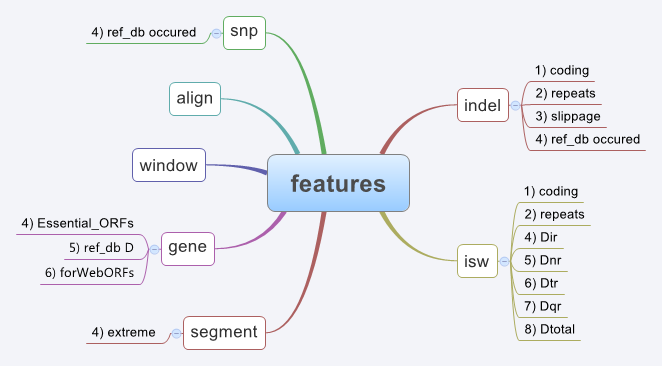 features
snp
4) ref_db occured
align
window
gene
4) Essential_ORFs
5) ref_db D
6) forWebORFs
segment
4) extreme
indel
1) coding
2) repeats
3) slippage
4) ref_db occured
isw
1) coding
2) repeats
4) Dir
5) Dnr
6) Dtr
7) Dqr
8) Dtotal